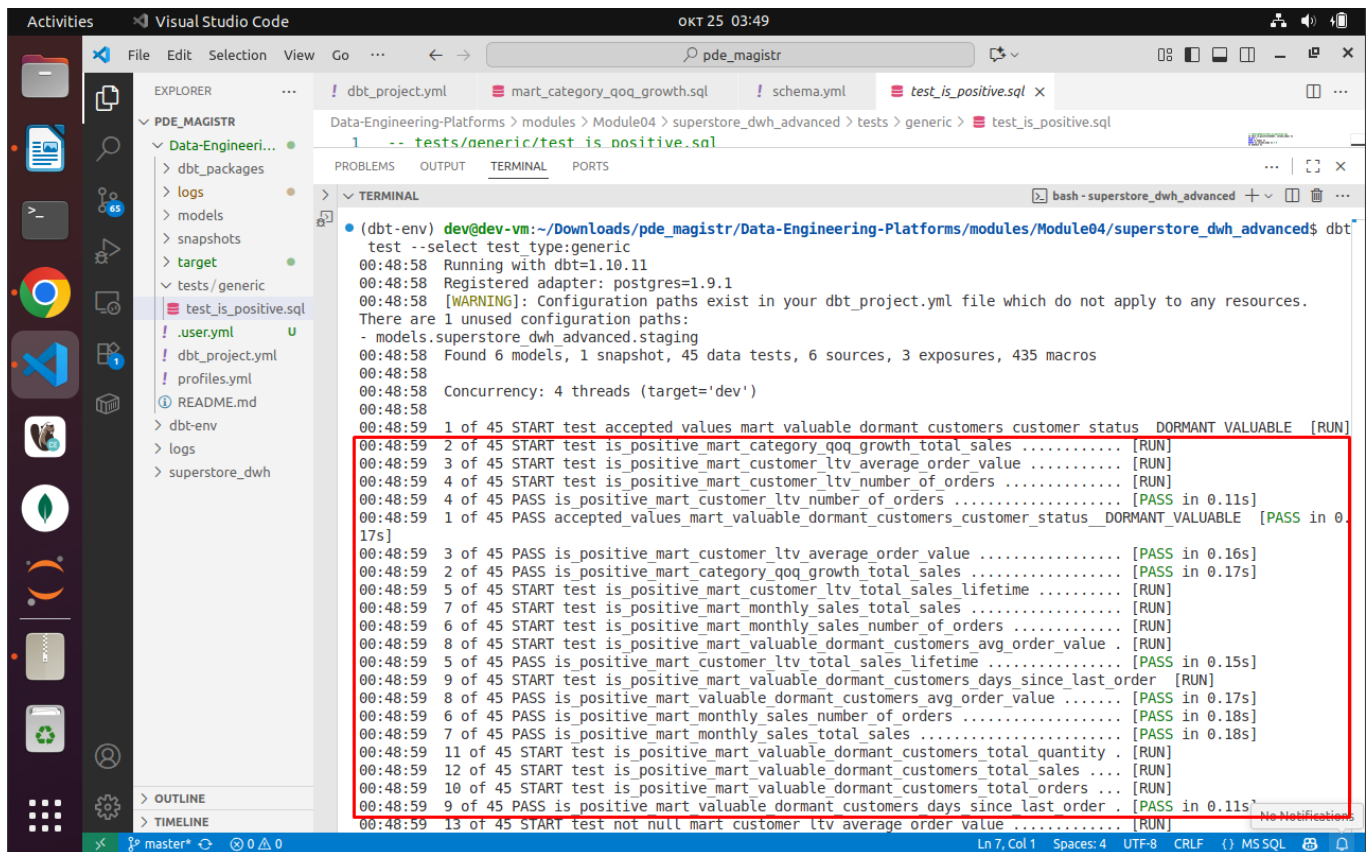 Activities Visual Studio Code окт 25 03:49
File Edit Selection View Go ··· pde_magistr
EXPLORER ···
! dbt_project.yml mart_category_qoq_growth.sql ! schema.yml test_is_positive.sql
PDE_MAGISTR
Data-Engineering-Platforms > modules > Module04 > superstore_dwh_advanced > tests > generic > test_is_positive.sql
Data-Engineeri...
1 -- tests/generic/test_is_positive.sql
dbt_packages
logs
models
snapshots
target
tests/generic
test_is_positive.sql
! .user.yml U
! dbt_project.yml
! profiles.yml
README.md
dbt-env
logs
superstore_dwh
OUTLINE
TIMELINE
65
1
PROBLEMS OUTPUT TERMINAL PORTS
TERMINAL bash - superstore_dwh_advanced
(dbt-env) dev@dev-vm:~/Downloads/pde_magistr/Data-Engineering-Platforms/modules/Module04/superstore_dwh_advanced$ dbt
test --select test_type:generic
00:48:58 Running with dbt=1.10.11
00:48:58 Registered adapter: postgres=1.9.1
00:48:58 [WARNING]: Configuration paths exist in your dbt_project.yml file which do not apply to any resources.
There are 1 unused configuration paths:
- models.superstore_dwh_advanced.staging
00:48:58 Found 6 models, 1 snapshot, 45 data tests, 6 sources, 3 exposures, 435 macros
00:48:58
00:48:58 Concurrency: 4 threads (target='dev')
00:48:58
00:48:59 1 of 45 START test accepted_values_mart_valuable_dormant_customers_customer_status__DORMANT_VALUABLE [RUN]
00:48:59 2 of 45 START test is_positive_mart_category_qoq_growth_total_sales ............ [RUN]
00:48:59 3 of 45 START test is_positive_mart_customer_ltv_average_order_value ........... [RUN]
00:48:59 4 of 45 START test is_positive_mart_customer_ltv_number_of_orders .............. [RUN]
00:48:59 4 of 45 PASS is_positive_mart_customer_ltv_number_of_orders .................... [PASS in 0.11s]
00:48:59 1 of 45 PASS accepted_values_mart_valuable_dormant_customers_customer_status__DORMANT_VALUABLE [PASS in 0.
17s]
00:48:59 3 of 45 PASS is_positive_mart_customer_ltv_average_order_value ................. [PASS in 0.16s]
00:48:59 2 of 45 PASS is_positive_mart_category_qoq_growth_total_sales .................. [PASS in 0.17s]
00:48:59 5 of 45 START test is_positive_mart_customer_ltv_total_sales_lifetime .......... [RUN]
00:48:59 7 of 45 START test is_positive_mart_monthly_sales_total_sales .................. [RUN]
00:48:59 6 of 45 START test is_positive_mart_monthly_sales_number_of_orders ............. [RUN]
00:48:59 8 of 45 START test is_positive_mart_valuable_dormant_customers_avg_order_value . [RUN]
00:48:59 5 of 45 PASS is_positive_mart_customer_ltv_total_sales_lifetime ................ [PASS in 0.15s]
00:48:59 9 of 45 START test is_positive_mart_valuable_dormant_customers_days_since_last_order [RUN]
00:48:59 8 of 45 PASS is_positive_mart_valuable_dormant_customers_avg_order_value ....... [PASS in 0.17s]
00:48:59 6 of 45 PASS is_positive_mart_monthly_sales_number_of_orders ................... [PASS in 0.18s]
00:48:59 7 of 45 PASS is_positive_mart_monthly_sales_total_sales ........................ [PASS in 0.18s]
00:48:59 11 of 45 START test is_positive_mart_valuable_dormant_customers_total_quantity . [RUN]
00:48:59 12 of 45 START test is_positive_mart_valuable_dormant_customers_total_sales .... [RUN]
00:48:59 10 of 45 START test is_positive_mart_valuable_dormant_customers_total_orders ... [RUN]
00:48:59 9 of 45 PASS is_positive_mart_valuable_dormant_customers_days_since_last_order . [PASS in 0.11s]
00:48:59 13 of 45 START test not_null_mart_customer_ltv_average_order_value ............. [RUN]
No Notifications
master* 0 0 Ln 7, Col 1 Spaces: 4 UTF-8 CRLF {} MS SQL